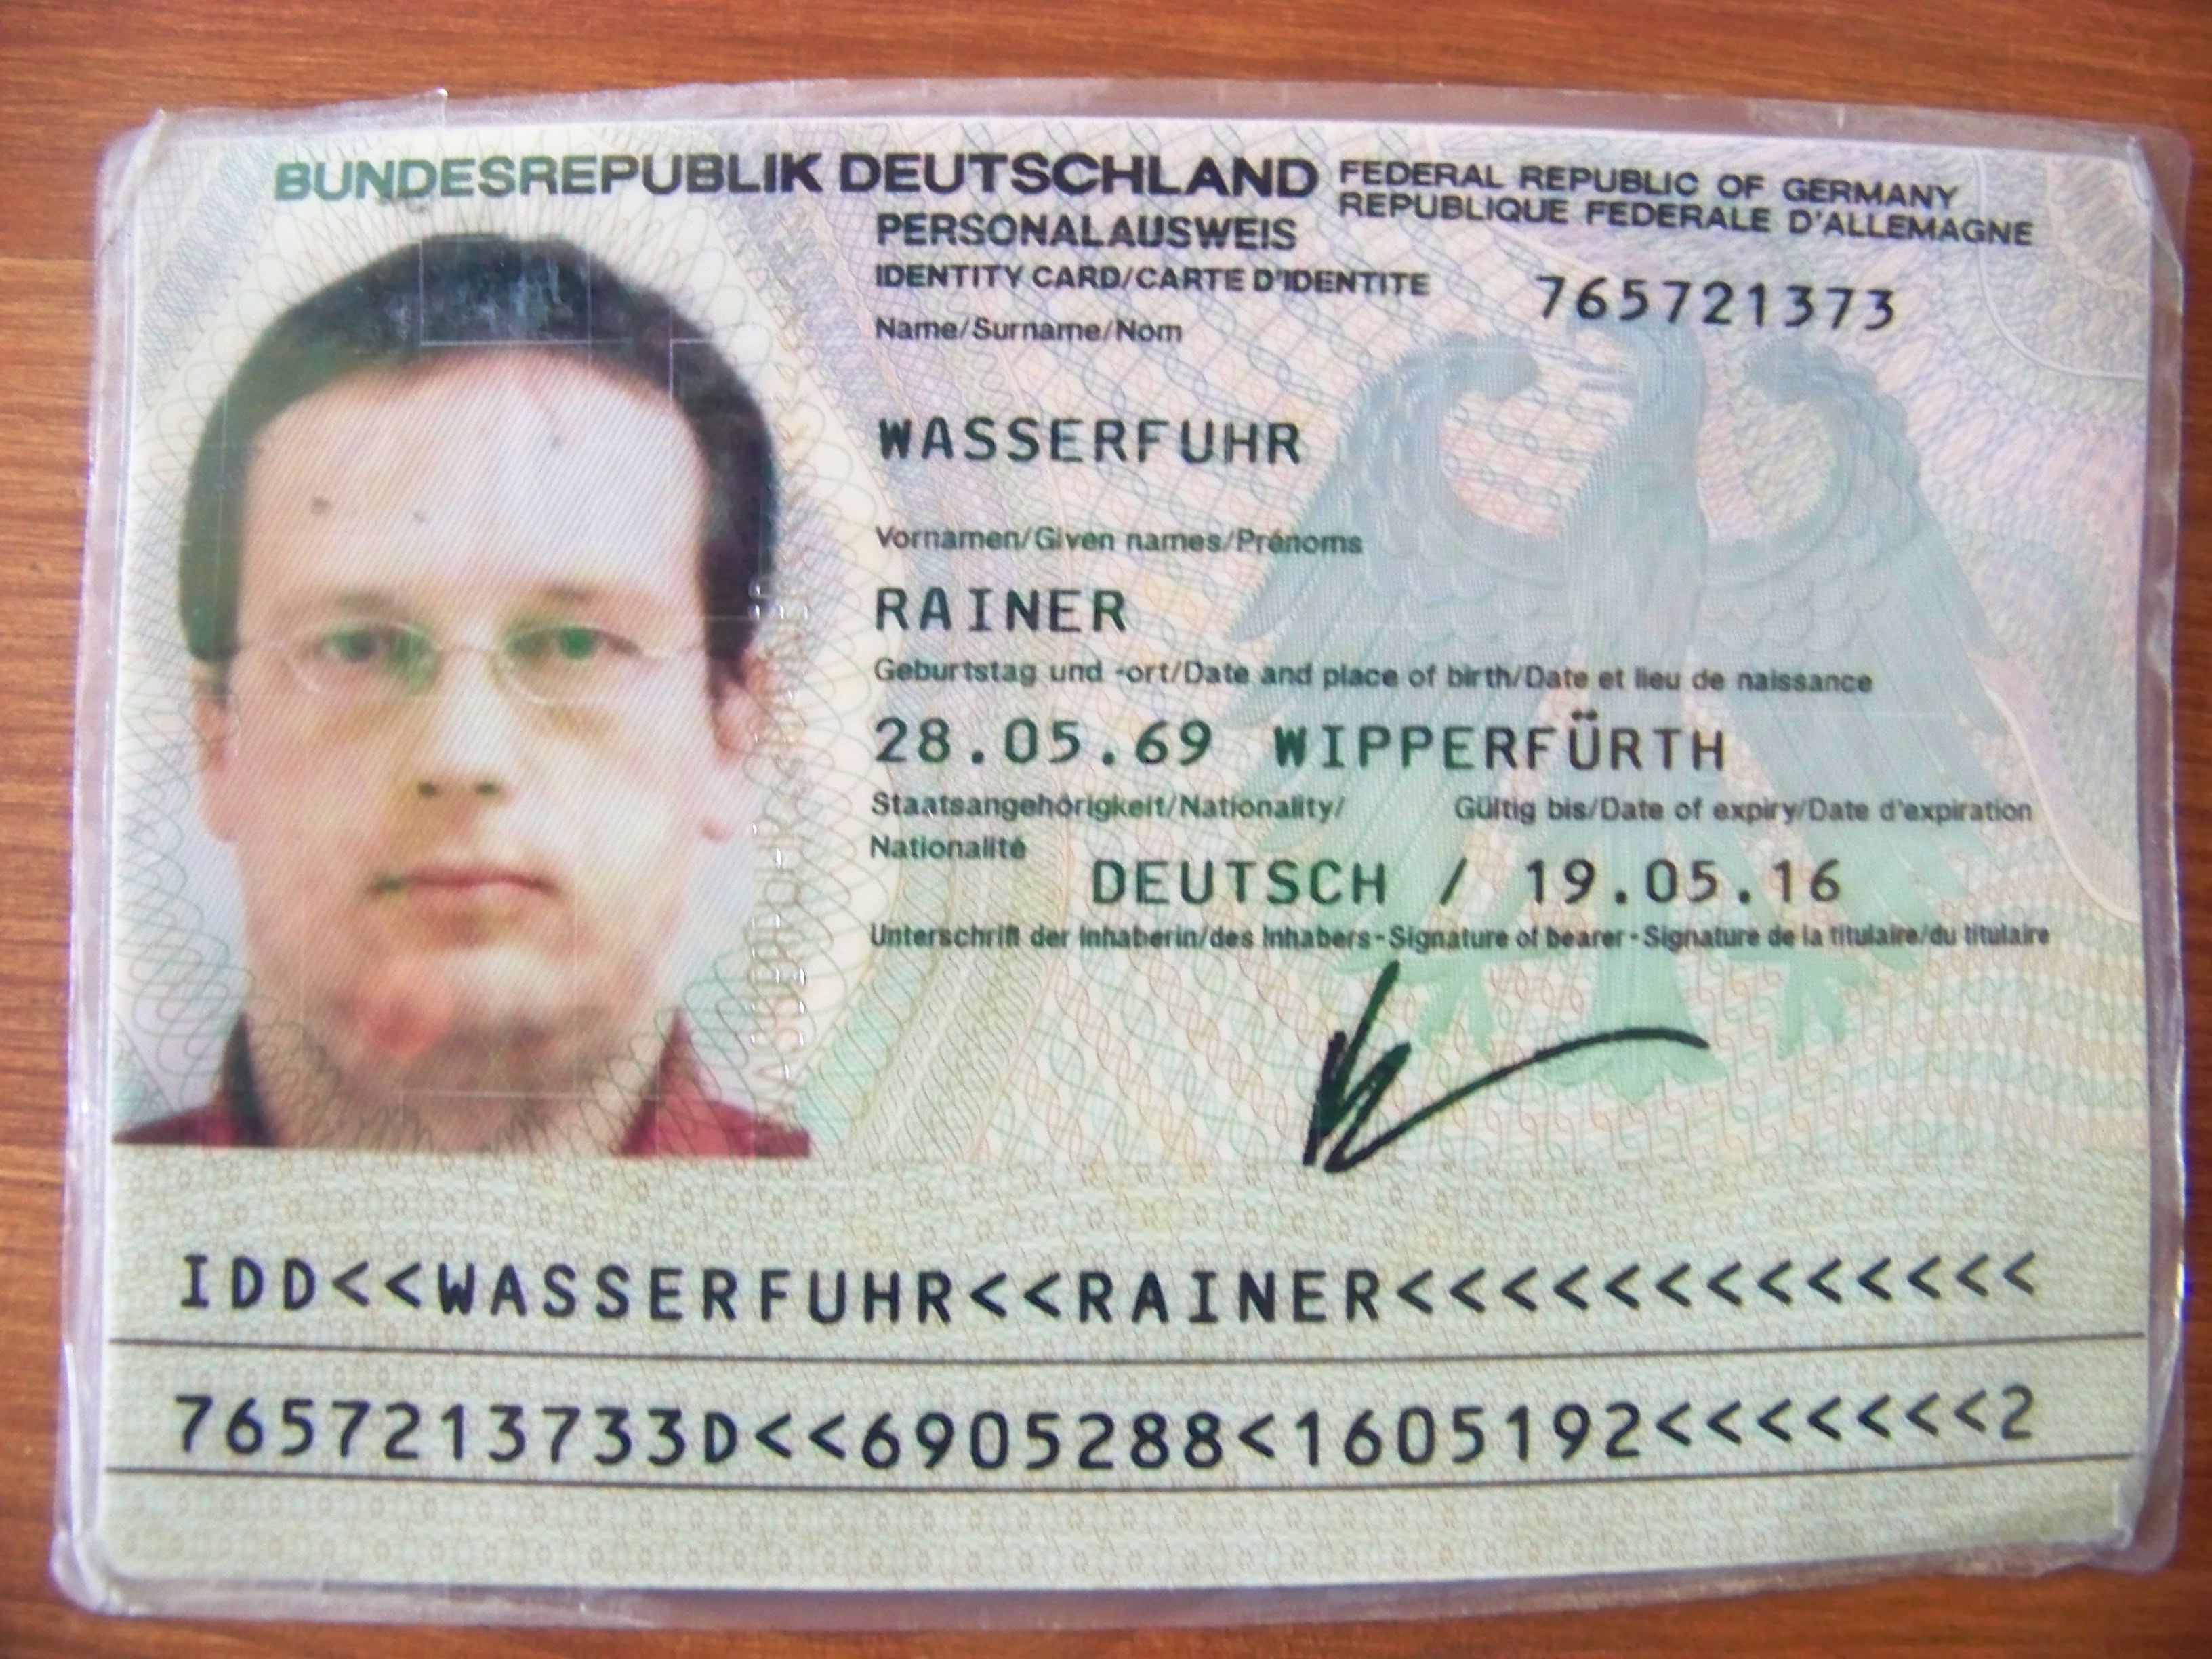 BUNDESREPUBLIK DEUTSCHLAND FEDERAL REPUBLIC OF GERMANY
REPUBLIQUE FEDERALE D'ALLEMAGNE
PERSONALAUSWEIS
IDENTITY CARD/CARTE D'IDENTITE 765721373
Name/Surname/Nom
WASSERFUHR
Vornamen/Given names/Prénoms
RAINER
Geburtstag und -ort/Date and place of birth/Date et lieu de naissance
28.05.69 WIPPERFÜRTH
Staatsangehörigkeit/Nationality/ Gültig bis/Date of expiry/Date d'expiration
Nationalité
DEUTSCH / 19.05.16
Unterschrift der Inhaberin/des Inhabers-Signature of bearer-Signature de la titulaire/du titulaire
IDD<<WASSERFUHR<<RAINER<<<<<<<<<<<<<
7657213733D<<6905288<1605192<<<<<<<2